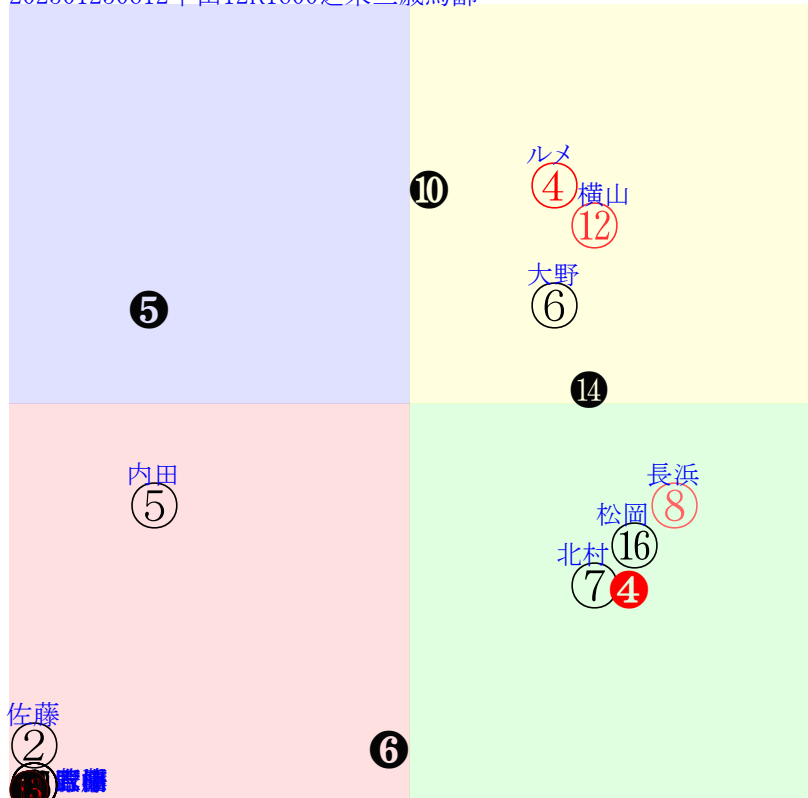 ルメ
❿
④
横山
⑫
大野
⑥
❺
⓮
内田
⑤
長浜
⑧
松岡
⑯
北村
⑦
❹
佐藤
②
❻